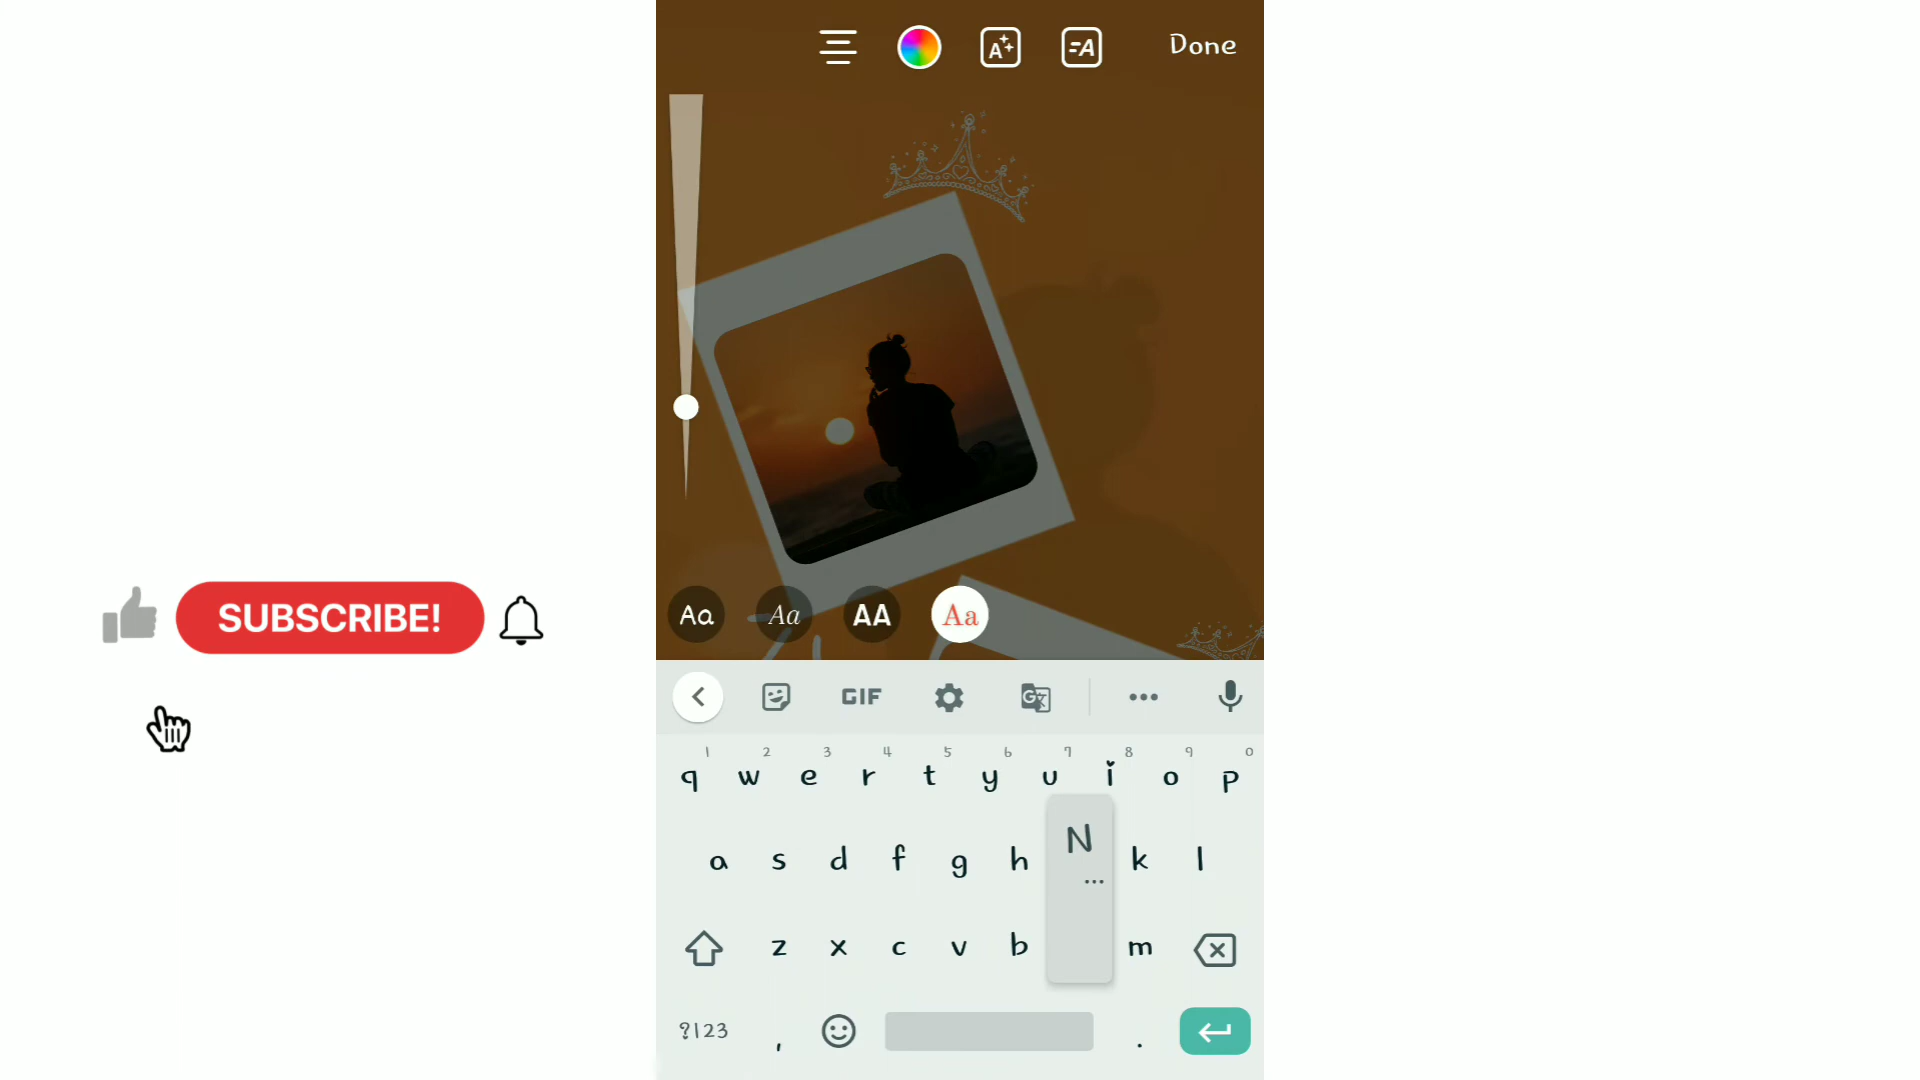 Done
SUBSCRIBE!
Aa Aa AA Aa
GIF
1 2 3 4 5 6 7 8 9 0
q w e r t y u i o p
N
a s d f g h k l
...
z x c v b m
?123 , .